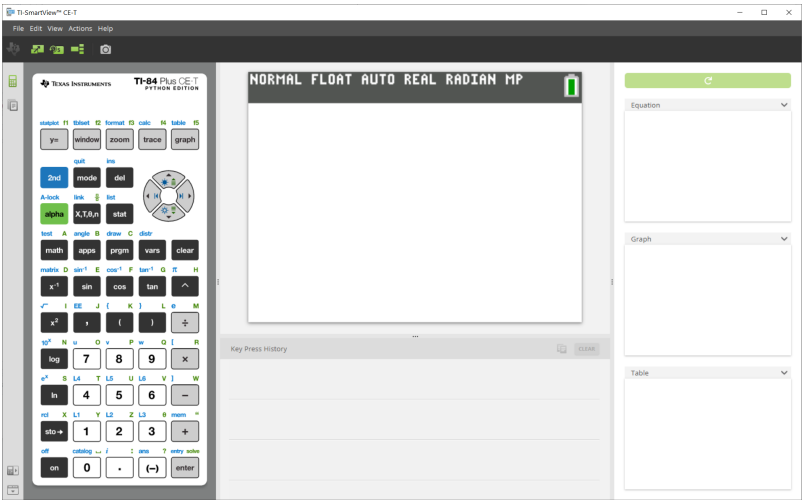 TI-SmartView™ CE-T
File Edit View Actions Help
TEXAS INSTRUMENTS TI-84 Plus CE-T
PYTHON EDITION
statplot f1 tblset f2 format f3 calc f4 table f5
y= window zoom trace graph
quit ins
2nd mode del
A-lock link list
alpha X,T,θ,n stat
test A angle B draw C distr
math apps prgm vars clear
matrix D sin-1 E cos-1 F tan-1 G π H
x-1 sin cos tan ^
√ I EE J { K } L e M
x² , ( ) ÷
10x N u O v P w Q [ R
log 7 8 9 ×
ex S L4 T L5 U L6 V ] W
ln 4 5 6 −
rcl X L1 Y L2 Z L3 θ mem "
sto→ 1 2 3 +
off catalog i : ans ? entry solve
on 0 . (−) enter
NORMAL FLOAT AUTO REAL RADIAN MP
Key Press History
CLEAR
Equation
Graph
Table